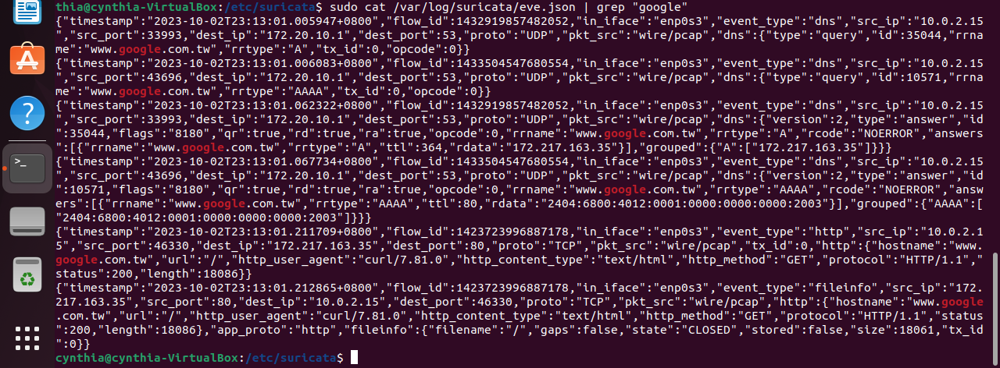 thia@cynthia-VirtualBox:/etc/suricata$ sudo cat /var/log/suricata/eve.json | grep "google"
{"timestamp":"2023-10-02T23:13:01.005947+0800","flow_id":1432919857482052,"in_iface":"enp0s3","event_type":"dns","src_ip":"10.0.2.15
","src_port":33993,"dest_ip":"172.20.10.1","dest_port":53,"proto":"UDP","pkt_src":"wire/pcap","dns":{"type":"query","id":35044,"rrna
me":"www.google.com.tw","rrtype":"A","tx_id":0,"opcode":0}}
{"timestamp":"2023-10-02T23:13:01.006083+0800","flow_id":1433504547680554,"in_iface":"enp0s3","event_type":"dns","src_ip":"10.0.2.15
","src_port":43696,"dest_ip":"172.20.10.1","dest_port":53,"proto":"UDP","pkt_src":"wire/pcap","dns":{"type":"query","id":10571,"rrna
me":"www.google.com.tw","rrtype":"AAAA","tx_id":0,"opcode":0}}
{"timestamp":"2023-10-02T23:13:01.062322+0800","flow_id":1432919857482052,"in_iface":"enp0s3","event_type":"dns","src_ip":"10.0.2.15
","src_port":33993,"dest_ip":"172.20.10.1","dest_port":53,"proto":"UDP","pkt_src":"wire/pcap","dns":{"version":2,"type":"answer","id
":35044,"flags":"8180","qr":true,"rd":true,"ra":true,"opcode":0,"rrname":"www.google.com.tw","rrtype":"A","rcode":"NOERROR","answers
":[{"rrname":"www.google.com.tw","rrtype":"A","ttl":364,"rdata":"172.217.163.35"}],"grouped":{"A":["172.217.163.35"]}}}
{"timestamp":"2023-10-02T23:13:01.067734+0800","flow_id":1433504547680554,"in_iface":"enp0s3","event_type":"dns","src_ip":"10.0.2.15
","src_port":43696,"dest_ip":"172.20.10.1","dest_port":53,"proto":"UDP","pkt_src":"wire/pcap","dns":{"version":2,"type":"answer","id
":10571,"flags":"8180","qr":true,"rd":true,"ra":true,"opcode":0,"rrname":"www.google.com.tw","rrtype":"AAAA","rcode":"NOERROR","answ
ers":[{"rrname":"www.google.com.tw","rrtype":"AAAA","ttl":80,"rdata":"2404:6800:4012:0001:0000:0000:0000:2003"}],"grouped":{"AAAA":[
"2404:6800:4012:0001:0000:0000:0000:2003"]}}}
{"timestamp":"2023-10-02T23:13:01.211709+0800","flow_id":1423723996887178,"in_iface":"enp0s3","event_type":"http","src_ip":"10.0.2.1
5","src_port":46330,"dest_ip":"172.217.163.35","dest_port":80,"proto":"TCP","pkt_src":"wire/pcap","tx_id":0,"http":{"hostname":"www.
google.com.tw","url":"/","http_user_agent":"curl/7.81.0","http_content_type":"text/html","http_method":"GET","protocol":"HTTP/1.1","
status":200,"length":18086}}
{"timestamp":"2023-10-02T23:13:01.212865+0800","flow_id":1423723996887178,"in_iface":"enp0s3","event_type":"fileinfo","src_ip":"172.
217.163.35","src_port":80,"dest_ip":"10.0.2.15","dest_port":46330,"proto":"TCP","pkt_src":"wire/pcap","http":{"hostname":"www.google
.com.tw","url":"/","http_user_agent":"curl/7.81.0","http_content_type":"text/html","http_method":"GET","protocol":"HTTP/1.1","status
":200,"length":18086},"app_proto":"http","fileinfo":{"filename":"/","gaps":false,"state":"CLOSED","stored":false,"size":18061,"tx_id
":0}}
cynthia@cynthia-VirtualBox:/etc/suricata$